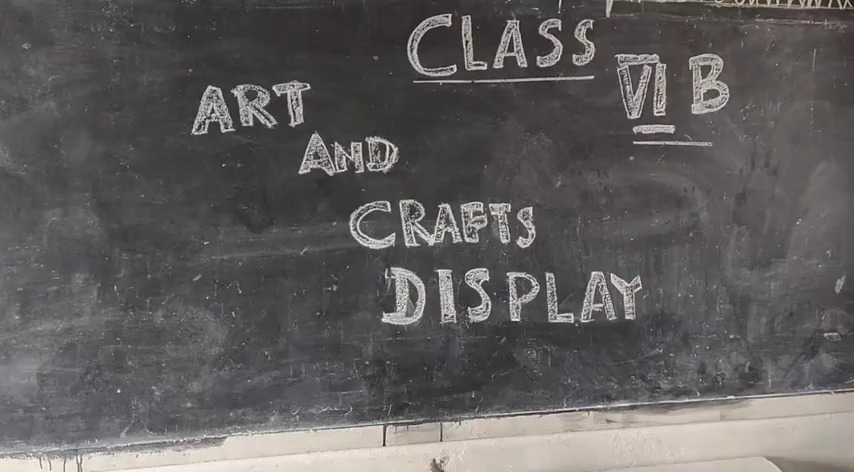 CLASS
VI B
ART
AND
CRAFTS
DISPLAY